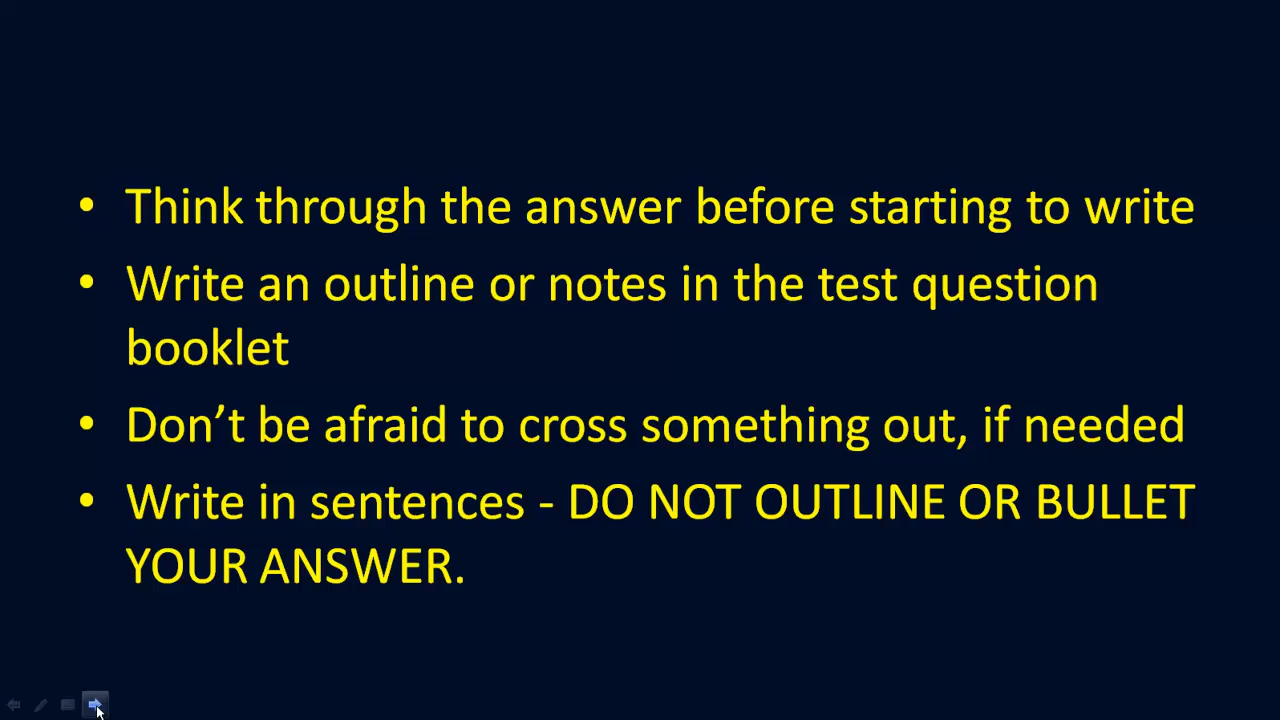 • Think through the answer before starting to write
• Write an outline or notes in the test question
booklet
• Don’t be afraid to cross something out, if needed
• Write in sentences - DO NOT OUTLINE OR BULLET
YOUR ANSWER.